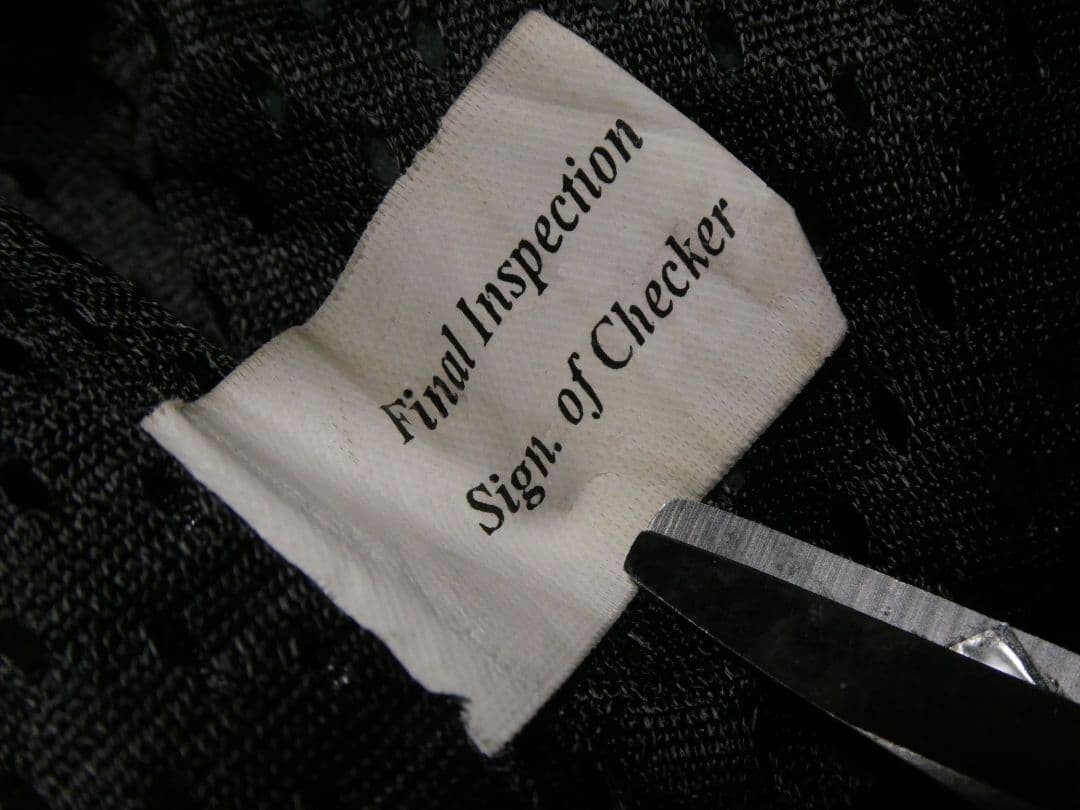 Final Inspection
Sign. of Checker